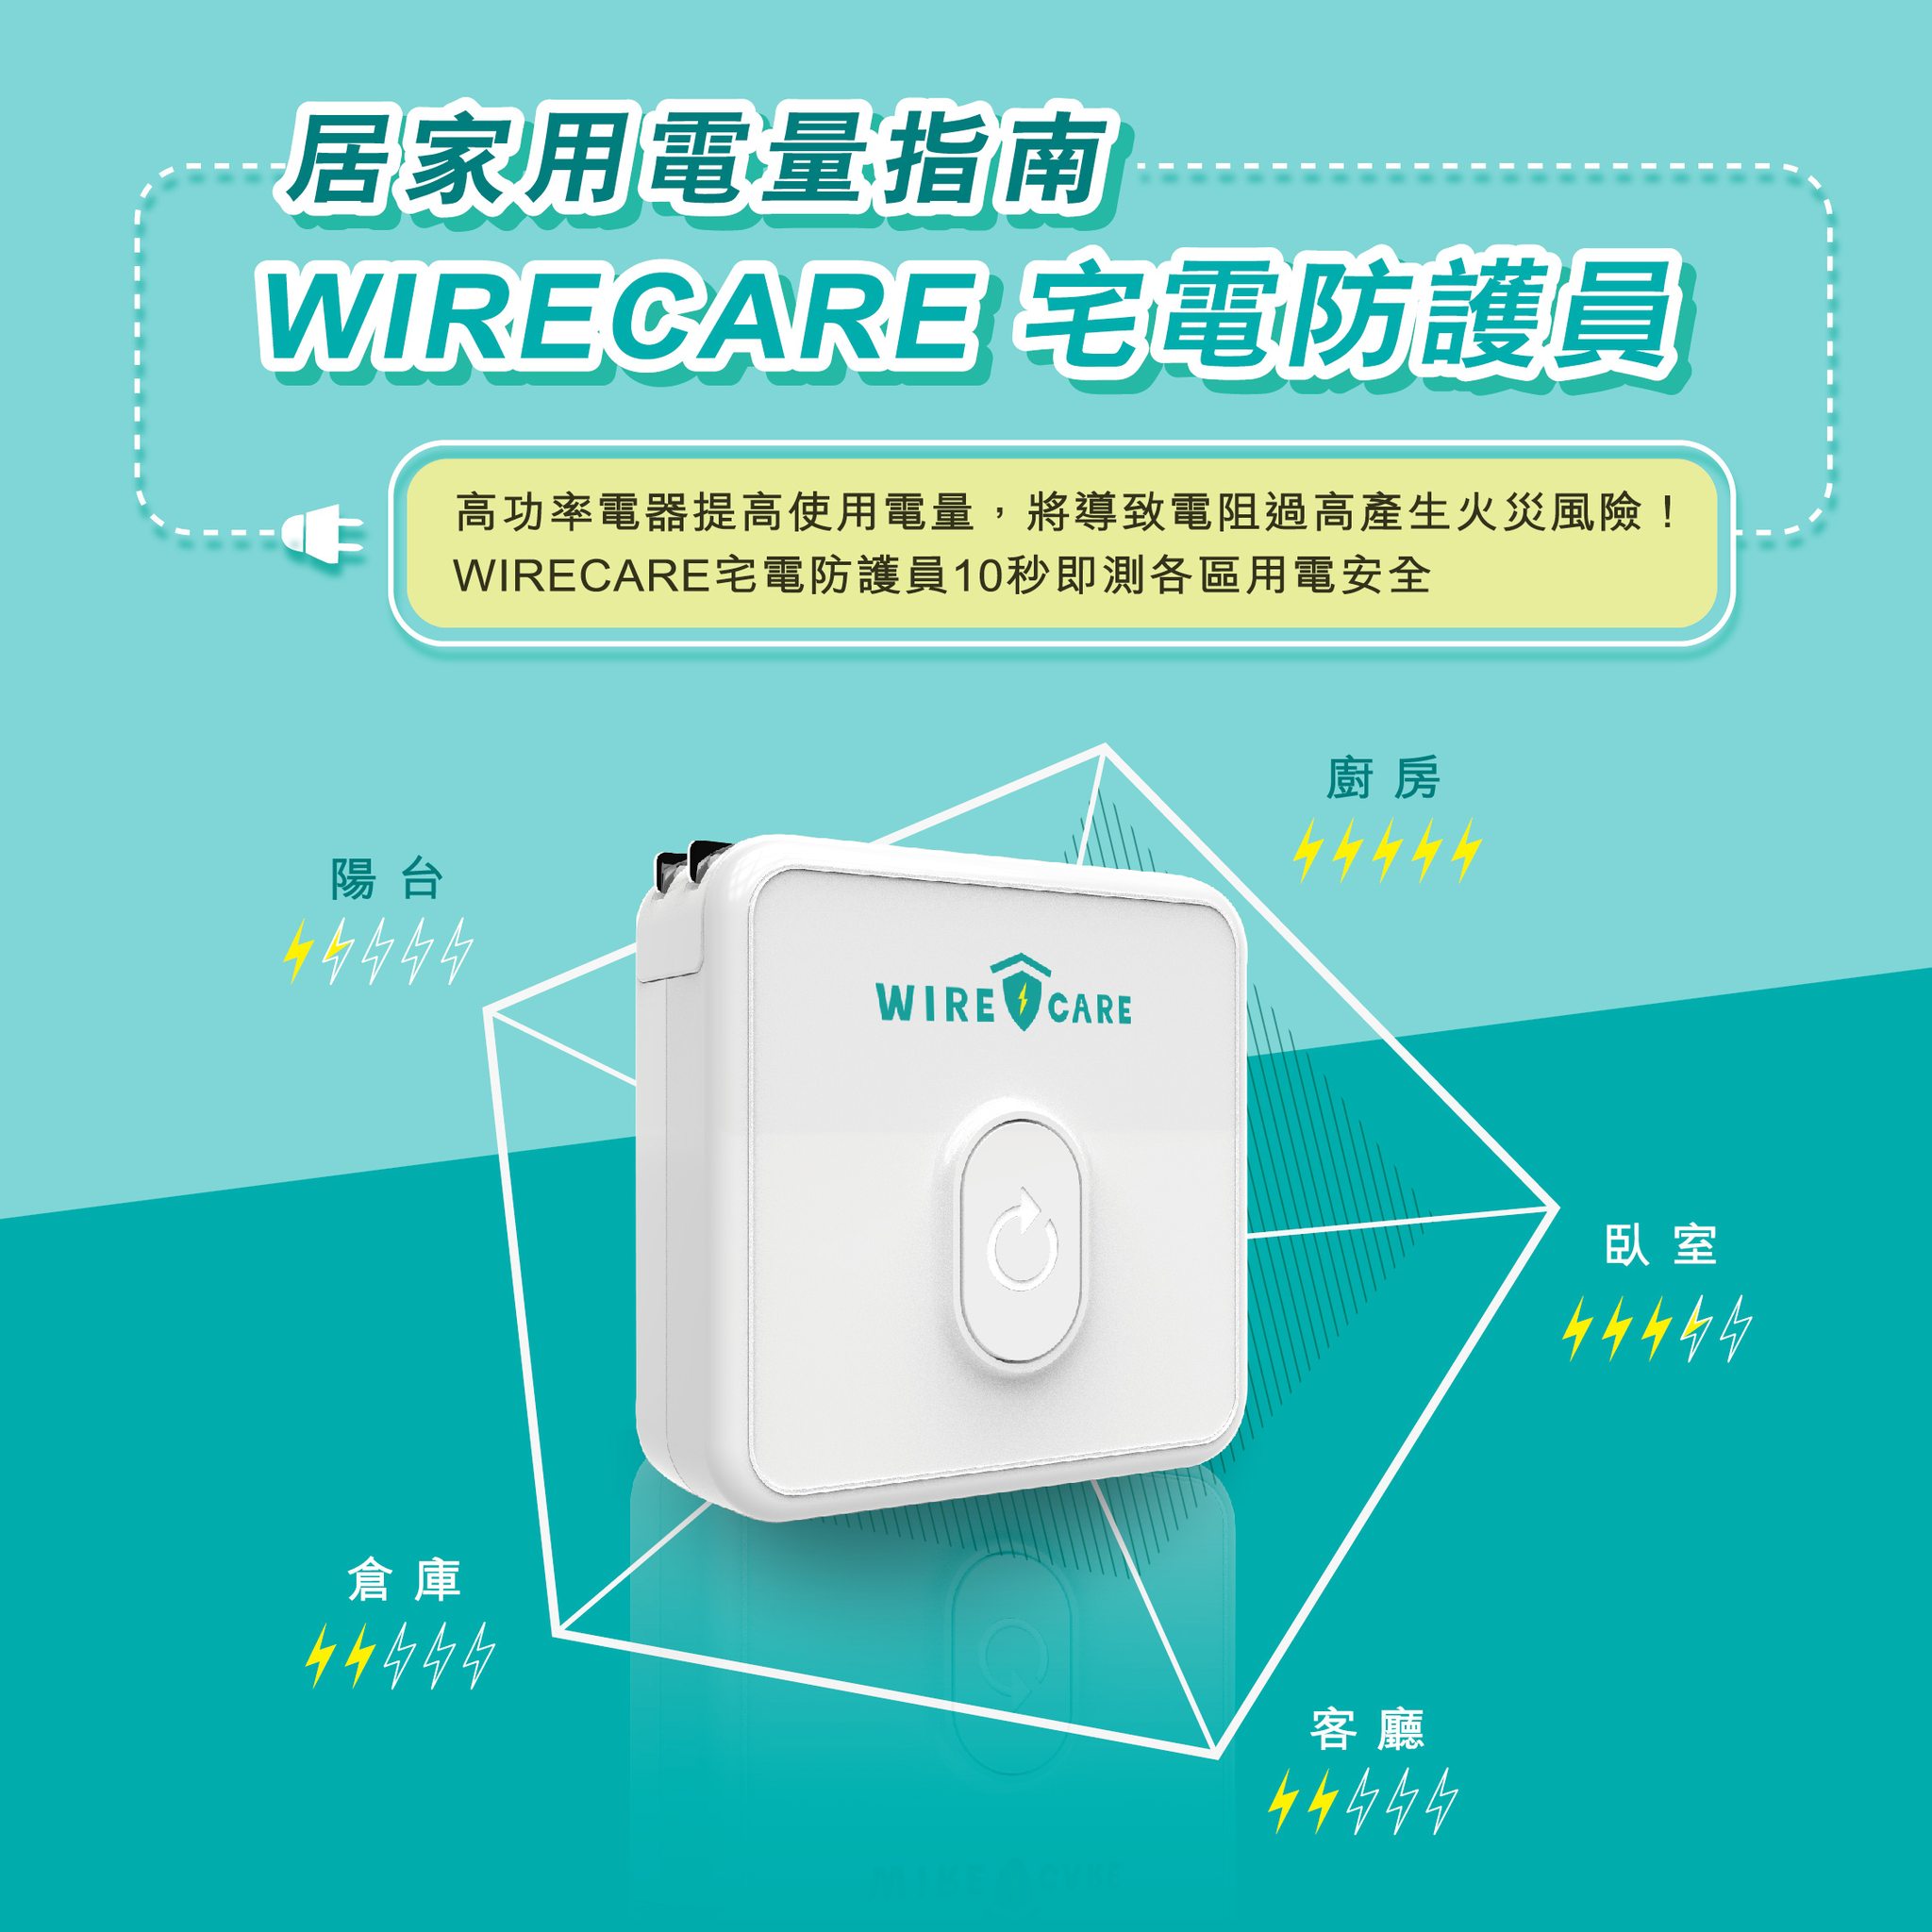 居家用電量指南
WIRECARE 宅電防護員
高功率電器提高使用電量，將導致電阻過高產生火災風險！
WIRECARE宅電防護員10秒即測各區用電安全
廚房
陽台
WIRE CARE
臥室
倉庫
客廳